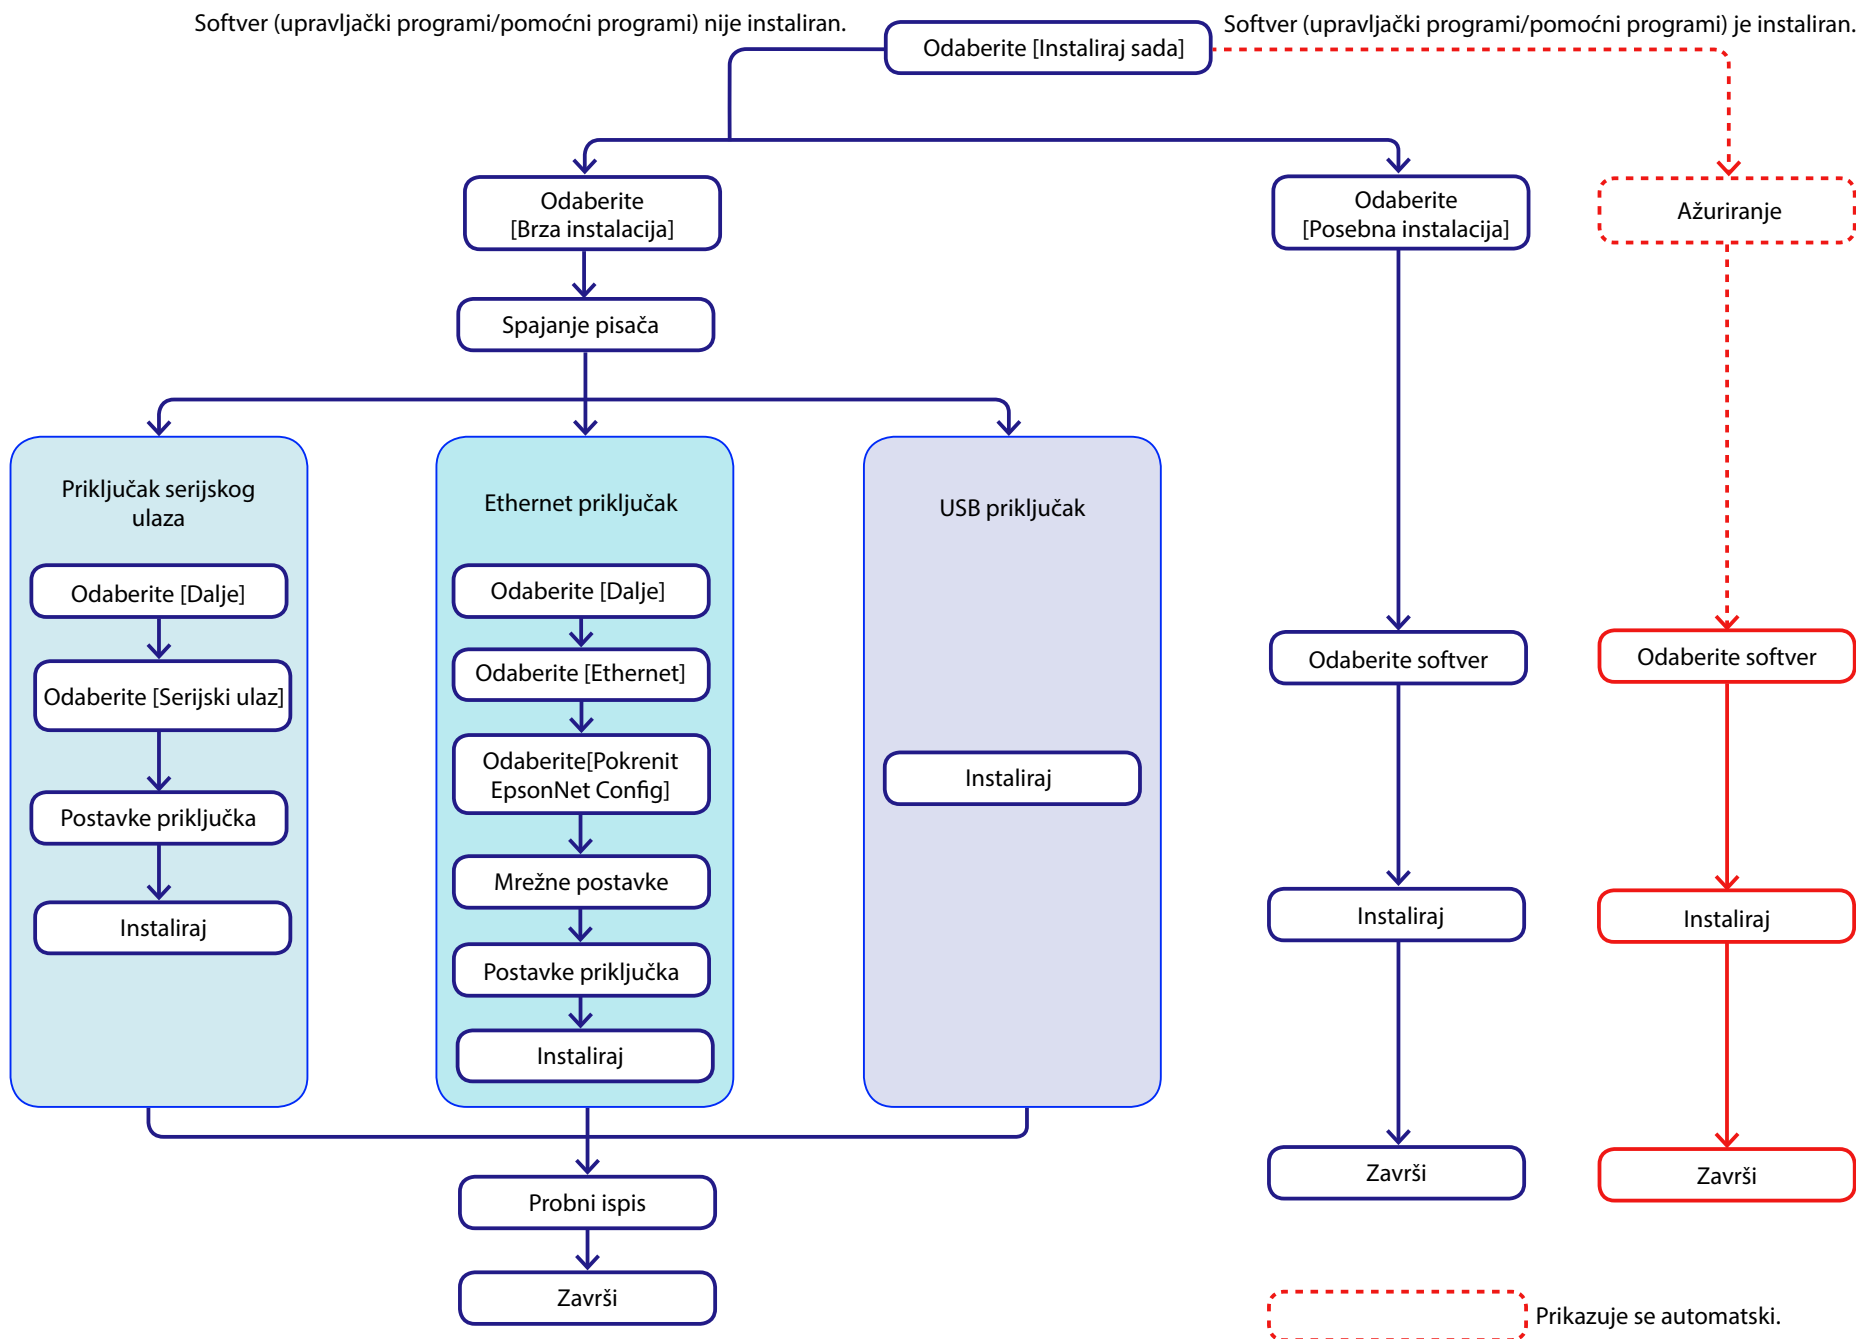 Softver (upravljački programi/pomoćni programi) nije instaliran.
Softver (upravljački programi/pomoćni programi) je instaliran.
Odaberite [Instaliraj sada]
Odaberite
[Brza instalacija]
Odaberite
[Posebna instalacija]
Ažuriranje
Spajanje pisača
Priključak serijskog
ulaza
Odaberite [Dalje]
Odaberite [Serijski ulaz]
Postavke priključka
Instaliraj
Ethernet priključak
Odaberite [Dalje]
Odaberite [Ethernet]
Odaberite[Pokrenit
EpsonNet Config]
Mrežne postavke
Postavke priključka
Instaliraj
USB priključak
Instaliraj
Odaberite softver
Instaliraj
Završi
Odaberite softver
Instaliraj
Završi
Probni ispis
Završi
Prikazuje se automatski.